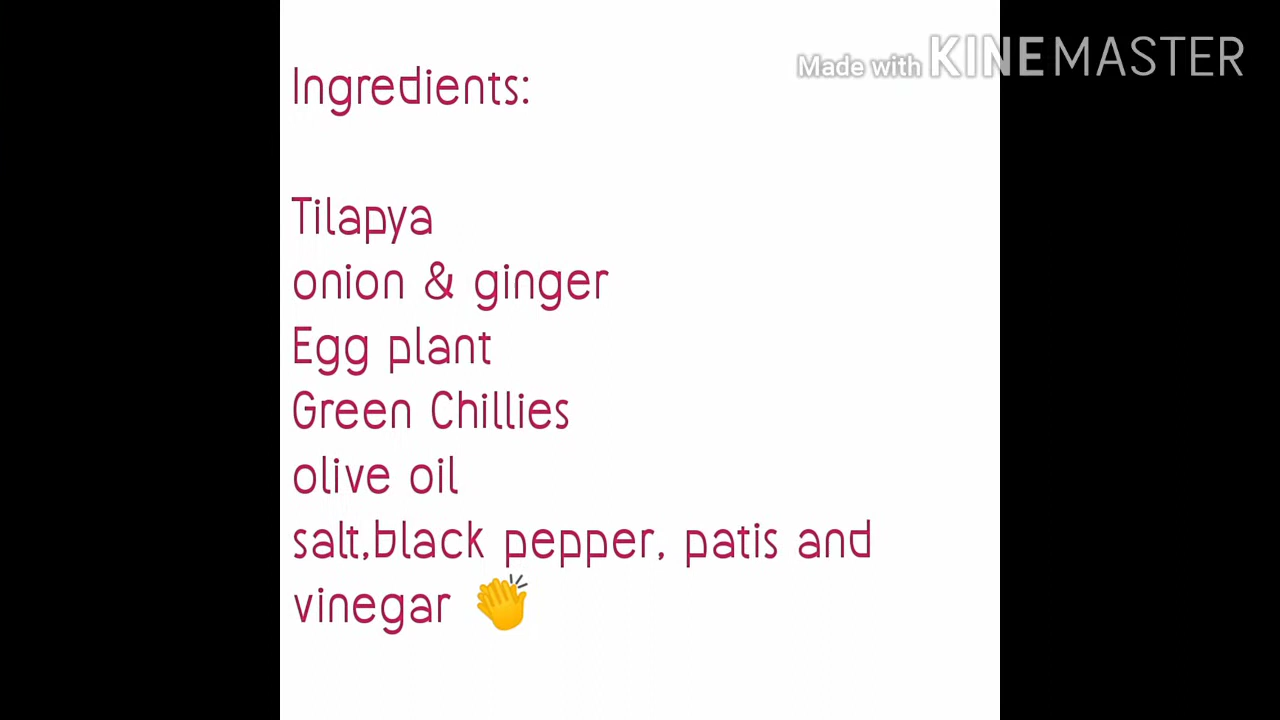 Made with KINEMASTER
Ingredients:
Tilapya
onion & ginger
Egg plant
Green Chillies
olive oil
salt,black pepper, patis and
vinegar 👏